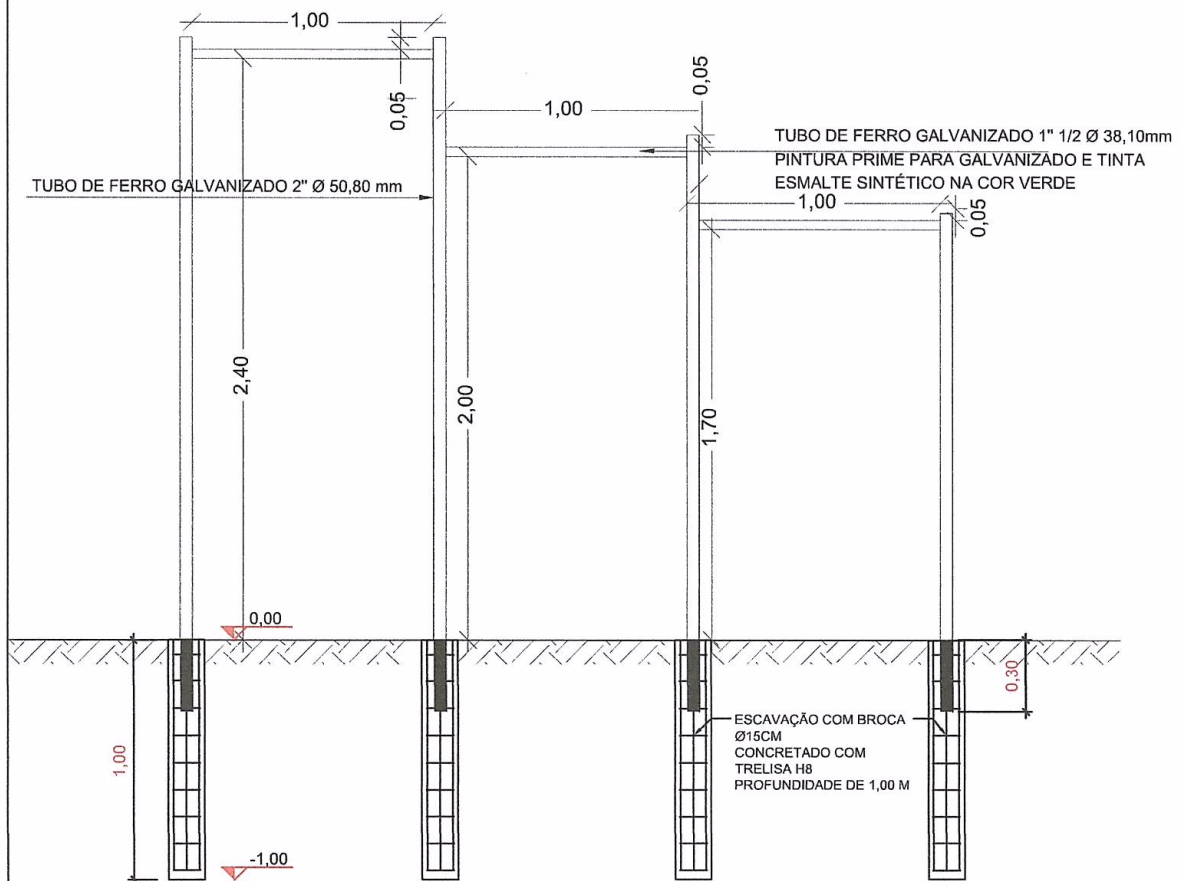 1,00
0,05
0,05
1,00
TUBO DE FERRO GALVANIZADO 1" 1/2 Ø 38,10mm
PINTURA PRIME PARA GALVANIZADO E TINTA
ESMALTE SINTÉTICO NA COR VERDE
TUBO DE FERRO GALVANIZADO 2" Ø 50,80 mm
1,00
0,05
2,40
2,00
1,70
0,00
0,30
ESCAVAÇÃO COM BROCA
Ø15CM
CONCRETADO COM
TRELISA H8
PROFUNDIDADE DE 1,00 M
1,00
-1,00